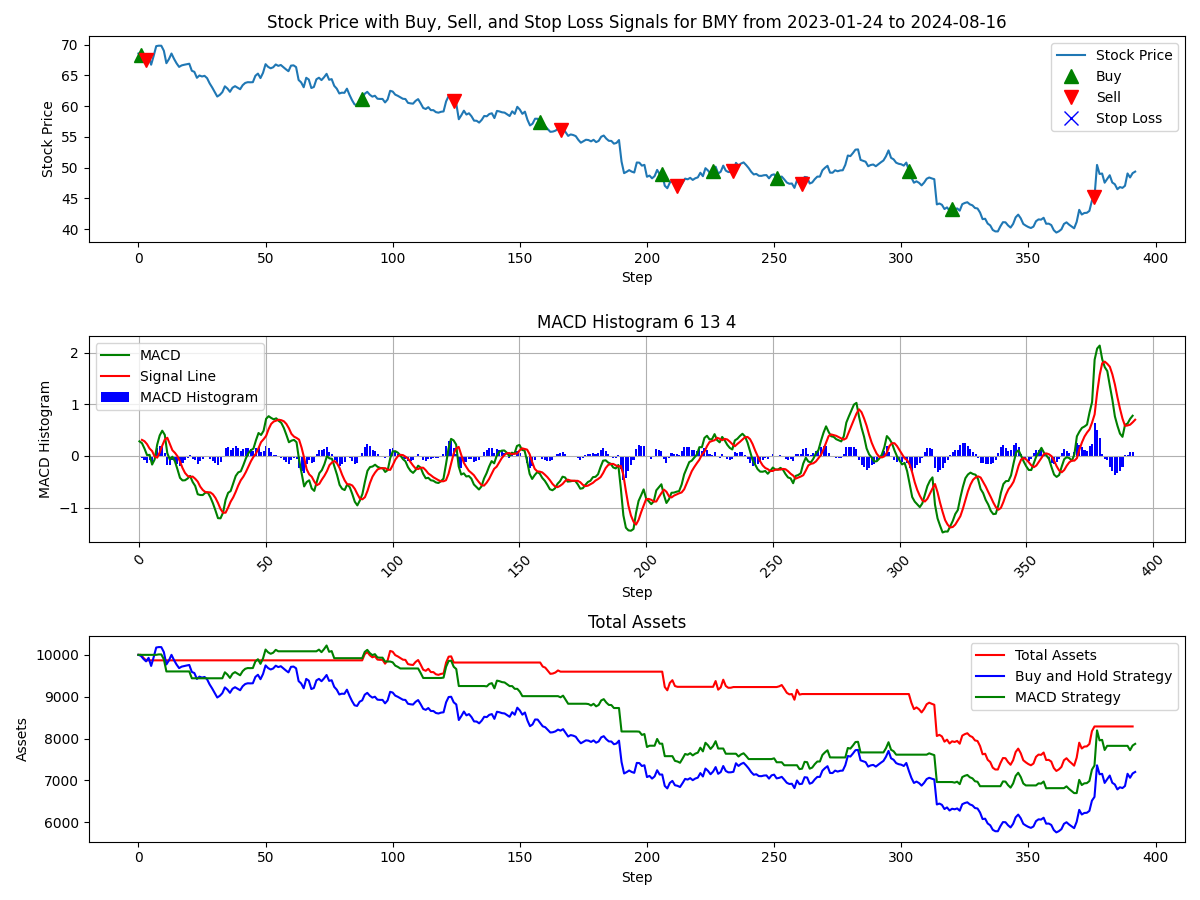 Stock Price with Buy, Sell, and Stop Loss Signals for BMY from 2023-01-24 to 2024-08-16
70
65
60
55
50
45
40
Stock Price
Stock Price
Buy
Sell
Stop Loss
0 50 100 150 200 250 300 350 400
Step
MACD Histogram 6 13 4
2
1
0
−1
MACD Histogram
MACD
Signal Line
MACD Histogram
0 50 100 150 200 250 300 350 400
Step
Total Assets
10000
9000
8000
7000
6000
Assets
Total Assets
Buy and Hold Strategy
MACD Strategy
0 50 100 150 200 250 300 350 400
Step